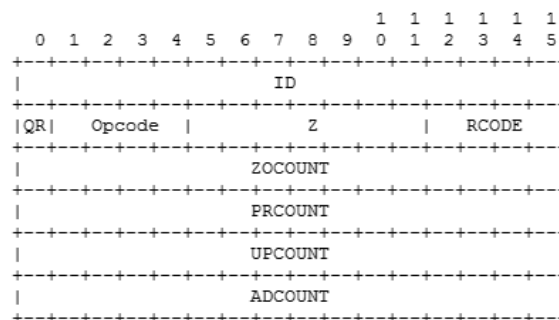 1 1 1 1 1 1
0 1 2 3 4 5 6 7 8 9 0 1 2 3 4 5
+--+--+--+--+--+--+--+--+--+--+--+--+--+--+--+--
| ID
+--+--+--+--+--+--+--+--+--+--+--+--+--+--+--+--
|QR| Opcode | Z | RCODE
+--+--+--+--+--+--+--+--+--+--+--+--+--+--+--+--
| ZOCOUNT
+--+--+--+--+--+--+--+--+--+--+--+--+--+--+--+--
| PRCOUNT
+--+--+--+--+--+--+--+--+--+--+--+--+--+--+--+--
| UPCOUNT
+--+--+--+--+--+--+--+--+--+--+--+--+--+--+--+--
| ADCOUNT
+--+--+--+--+--+--+--+--+--+--+--+--+--+--+--+--